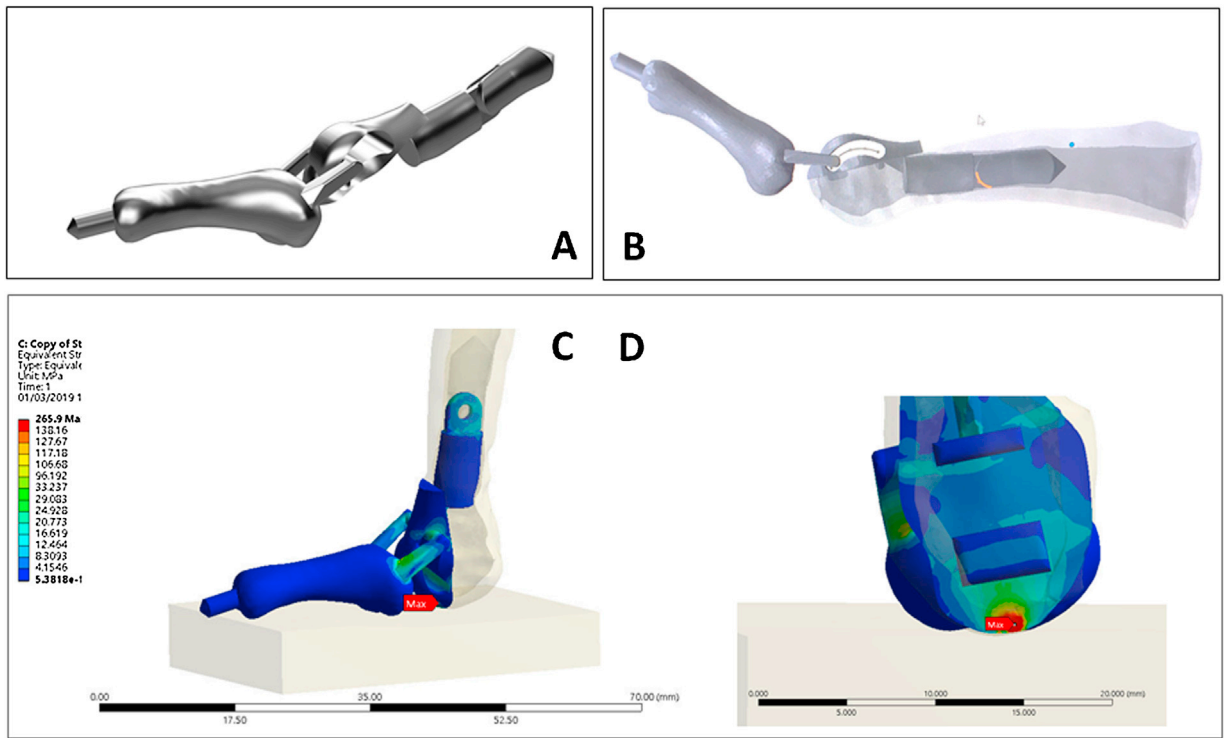 A
B
C
D
C: Copy of St
Equivalent Str
Type: Equivale
Unit: MPa
Time: 1
01/03/2019 1
265.9 Ma
138.16
127.67
117.18
106.68
96.192
33.237
29.083
24.928
20.773
16.619
12.464
8.3093
4.1546
5.3818e-1
Max
Max
0.00
35.00
70.00 (mm)
17.50
52.50
0.000
10.000
20.000 (mm)
5.000
15.000